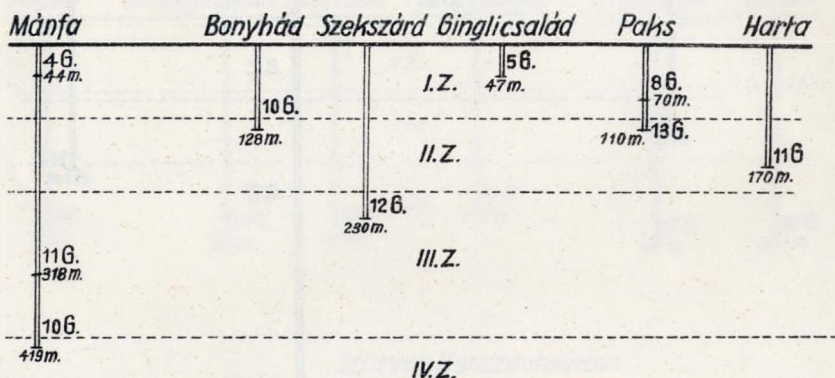 Mánfa Bonyhád Szekszárd Ginglicsalád Paks Harta
4G. 5G.
44m. I.Z. 47m. 8G.
70m.
10G. 13G.
128m. II.Z. 110m. 11G
170m.
12G.
230m.
III.Z.
11G.
318m.
10G.
419m.
IV.Z.